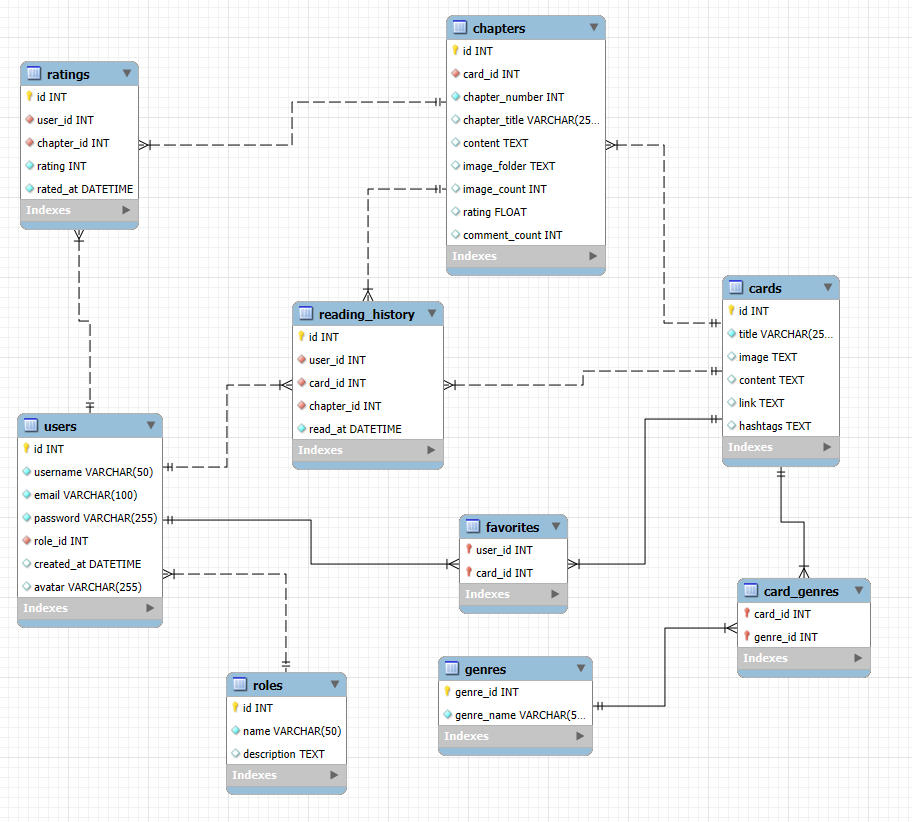 chapters
id INT
card_id INT
chapter_number INT
chapter_title VARCHAR(25...
content TEXT
image_folder TEXT
image_count INT
rating FLOAT
comment_count INT
Indexes
ratings
id INT
user_id INT
chapter_id INT
rating INT
rated_at DATETIME
Indexes
cards
id INT
title VARCHAR(25...
image TEXT
content TEXT
link TEXT
hashtags TEXT
Indexes
reading_history
id INT
user_id INT
card_id INT
chapter_id INT
read_at DATETIME
Indexes
users
id INT
username VARCHAR(50)
email VARCHAR(100)
password VARCHAR(255)
role_id INT
created_at DATETIME
avatar VARCHAR(255)
Indexes
favorites
user_id INT
card_id INT
Indexes
card_genres
card_id INT
genre_id INT
Indexes
genres
genre_id INT
genre_name VARCHAR(5...
Indexes
roles
id INT
name VARCHAR(50)
description TEXT
Indexes